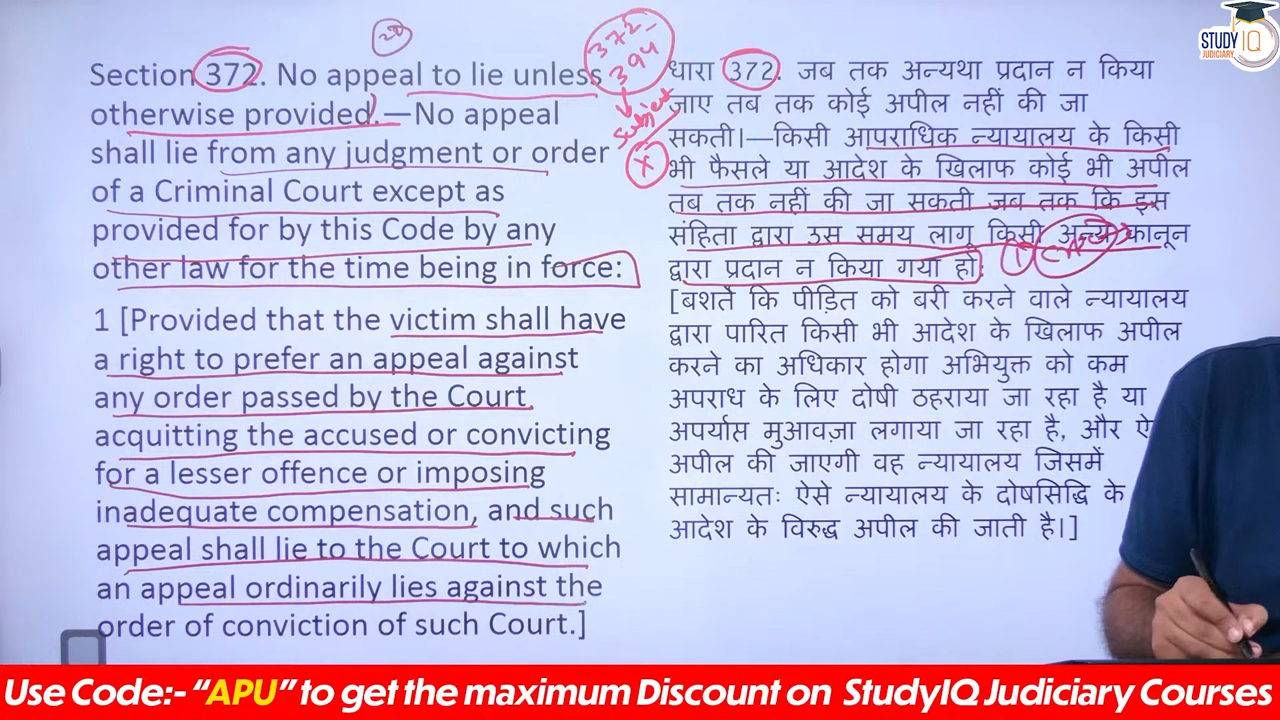 Section 372. No appeal to lie unless
otherwise provided.—No appeal
shall lie from any judgment or order
of a Criminal Court except as
provided for by this Code by any
other law for the time being in force:
1 [Provided that the victim shall have
a right to prefer an appeal against
any order passed by the Court
acquitting the accused or convicting
for a lesser offence or imposing
inadequate compensation, and such
appeal shall lie to the Court to which
an appeal ordinarily lies against the
order of conviction of such Court.]
372-
394
Subject
X
धारा 372. जब तक अन्यथा प्रदान न किया
जाए तब तक कोई अपील नहीं की जा
सकती।—किसी आपराधिक न्यायालय के किसी
भी फैसले या आदेश के खिलाफ कोई भी अपील
तब तक नहीं की जा सकती जब तक कि इस
संहिता द्वारा उस समय लागू किसी अन्य कानून
द्वारा प्रदान न किया गया हो:
[बशर्ते कि पीड़ित को बरी करने वाले न्यायालय
द्वारा पारित किसी भी आदेश के खिलाफ अपील
करने का अधिकार होगा अभियुक्त को कम
अपराध के लिए दोषी ठहराया जा रहा है या
अपर्याप्त मुआवज़ा लगाया जा रहा है, और ऐ
अपील की जाएगी वह न्यायालय जिसमें
सामान्यतः ऐसे न्यायालय के दोषसिद्धि के
आदेश के विरुद्ध अपील की जाती है।]
STUDY IQ
JUDICIARY
Use Code:- “APU” to get the maximum Discount on StudyIQ Judiciary Courses